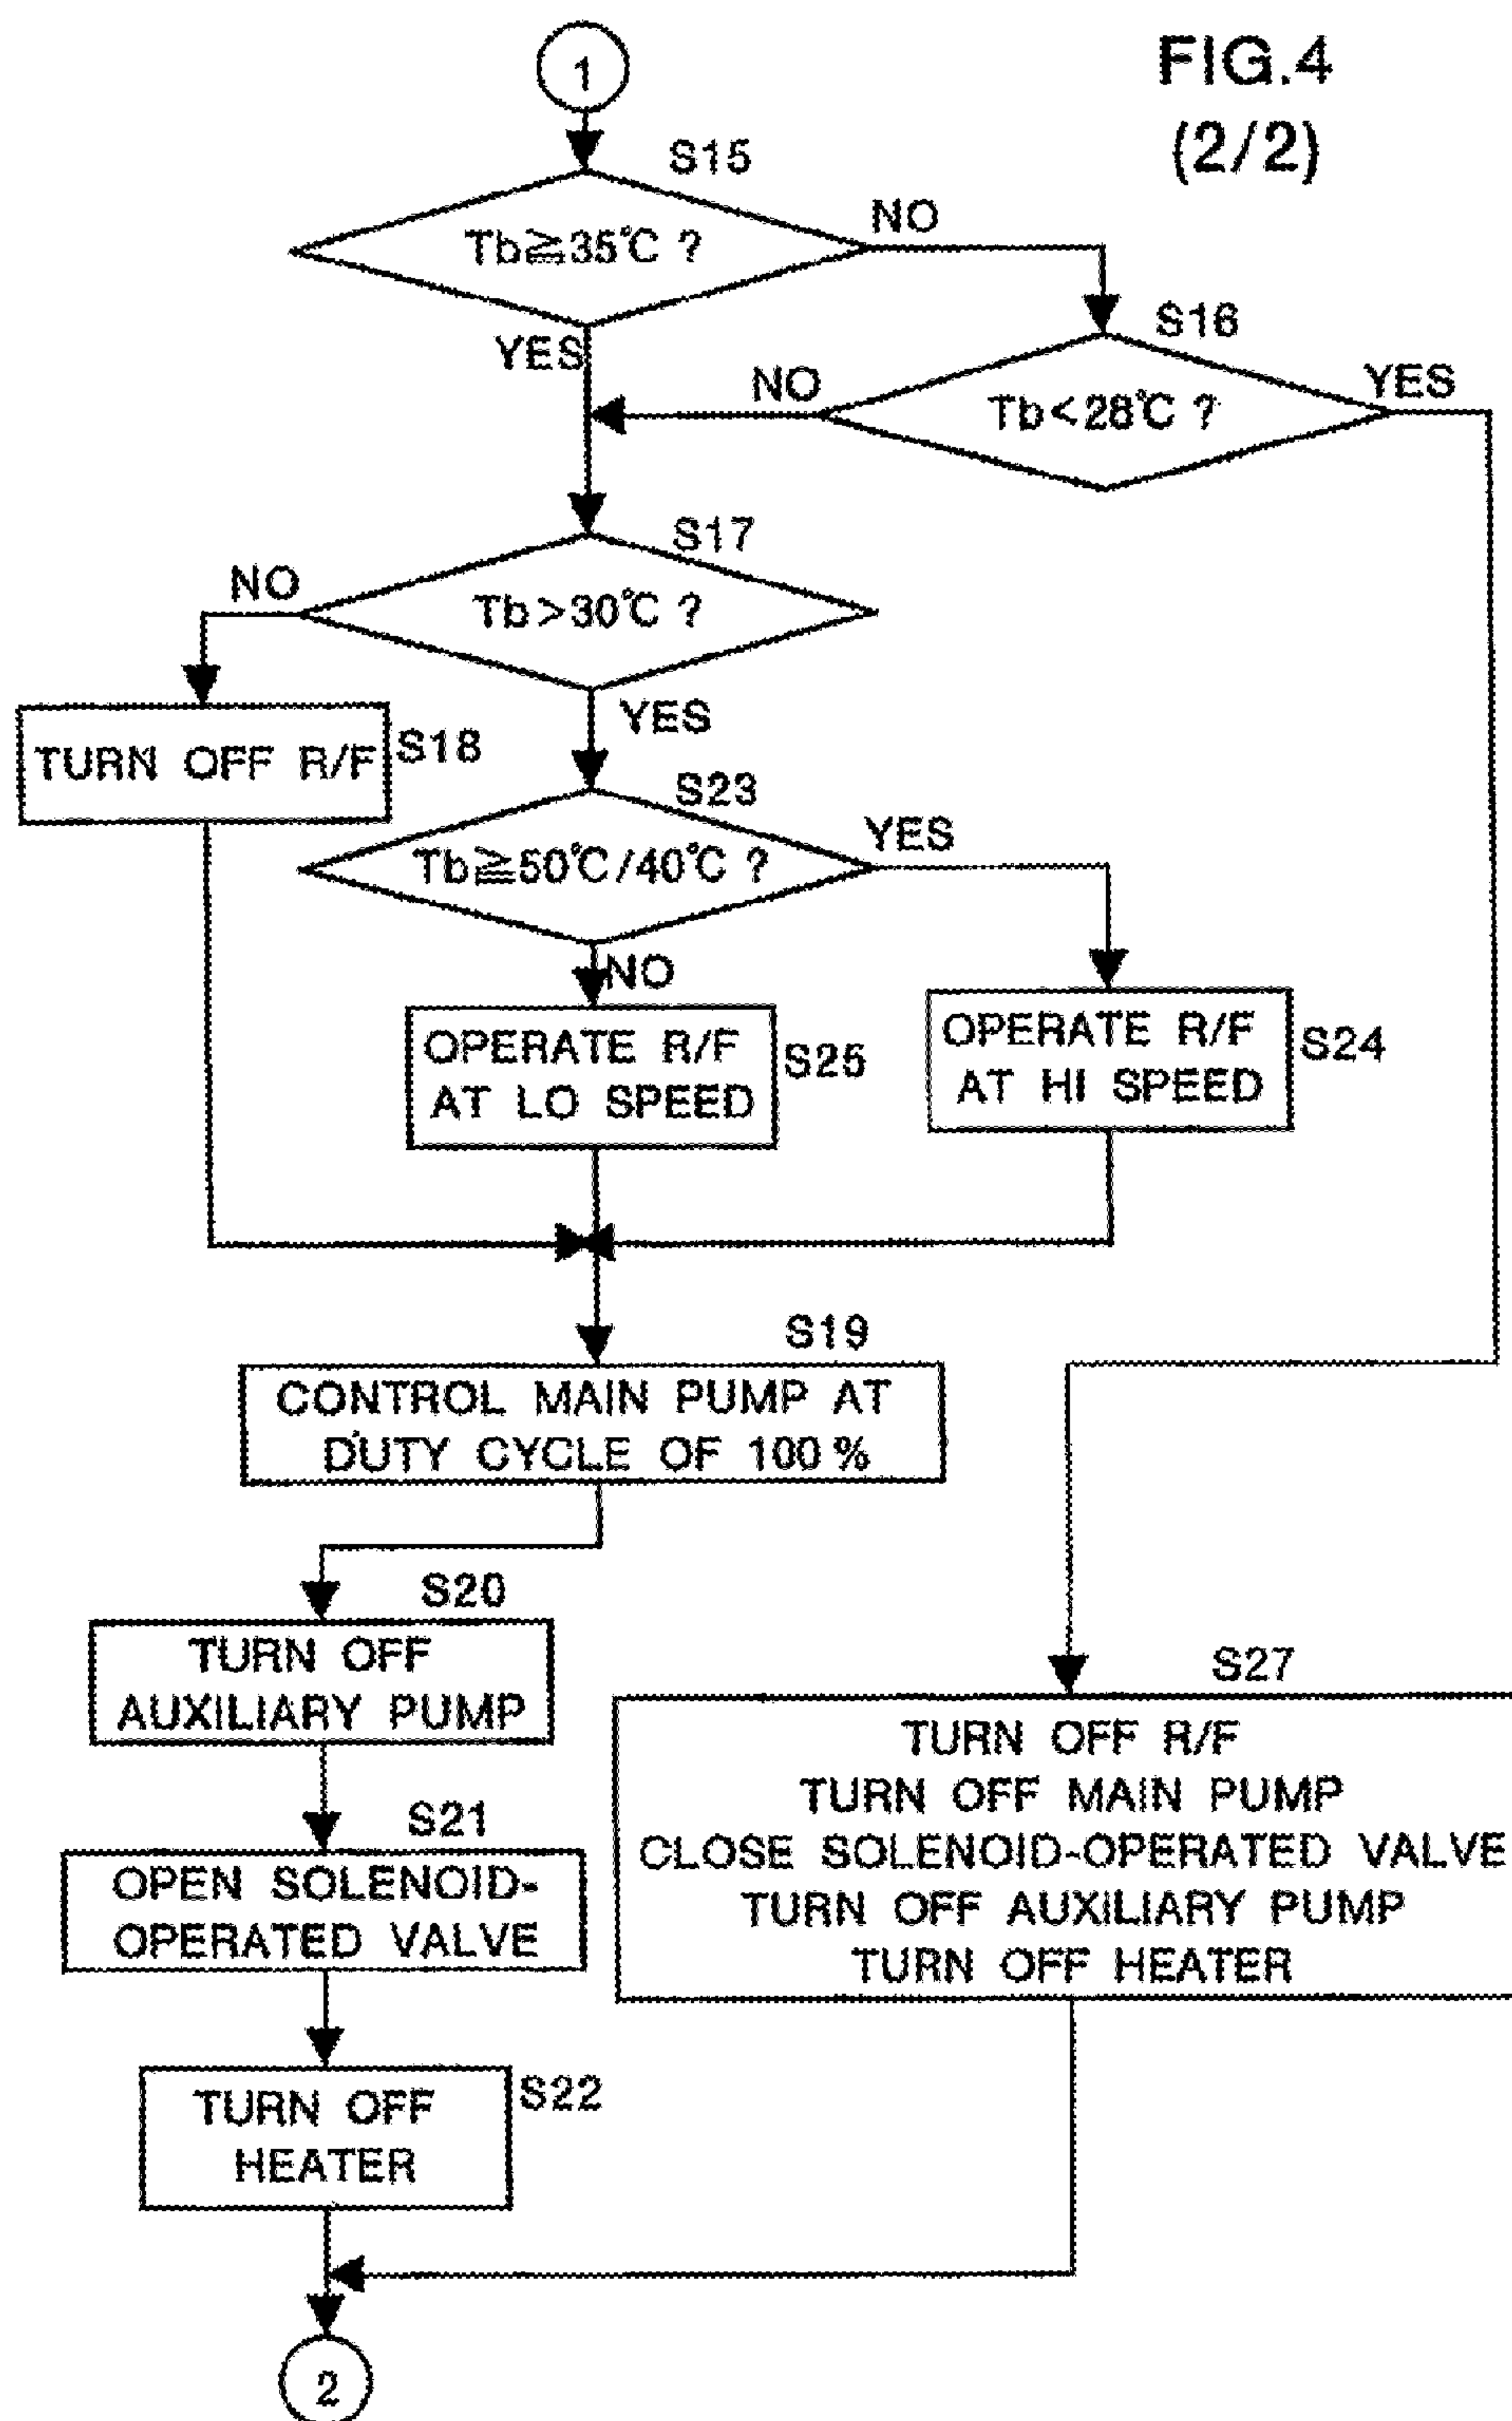 FIG.4
(2/2)
1
S15
Tb≧35℃ ?
NO
YES
S16
Tb<28℃ ?
NO
YES
S17
Tb>30℃ ?
NO
YES
TURN OFF R/F
S18
S23
Tb≧50℃/40℃ ?
YES
NO
OPERATE R/F
AT LO SPEED
S25
OPERATE R/F
AT HI SPEED
S24
S19
CONTROL MAIN PUMP AT
DUTY CYCLE OF 100%
S20
TURN OFF
AUXILIARY PUMP
S21
OPEN SOLENOID-
OPERATED VALVE
S22
TURN OFF
HEATER
S27
TURN OFF R/F
TURN OFF MAIN PUMP
CLOSE SOLENOID-OPERATED VALVE
TURN OFF AUXILIARY PUMP
TURN OFF HEATER
2